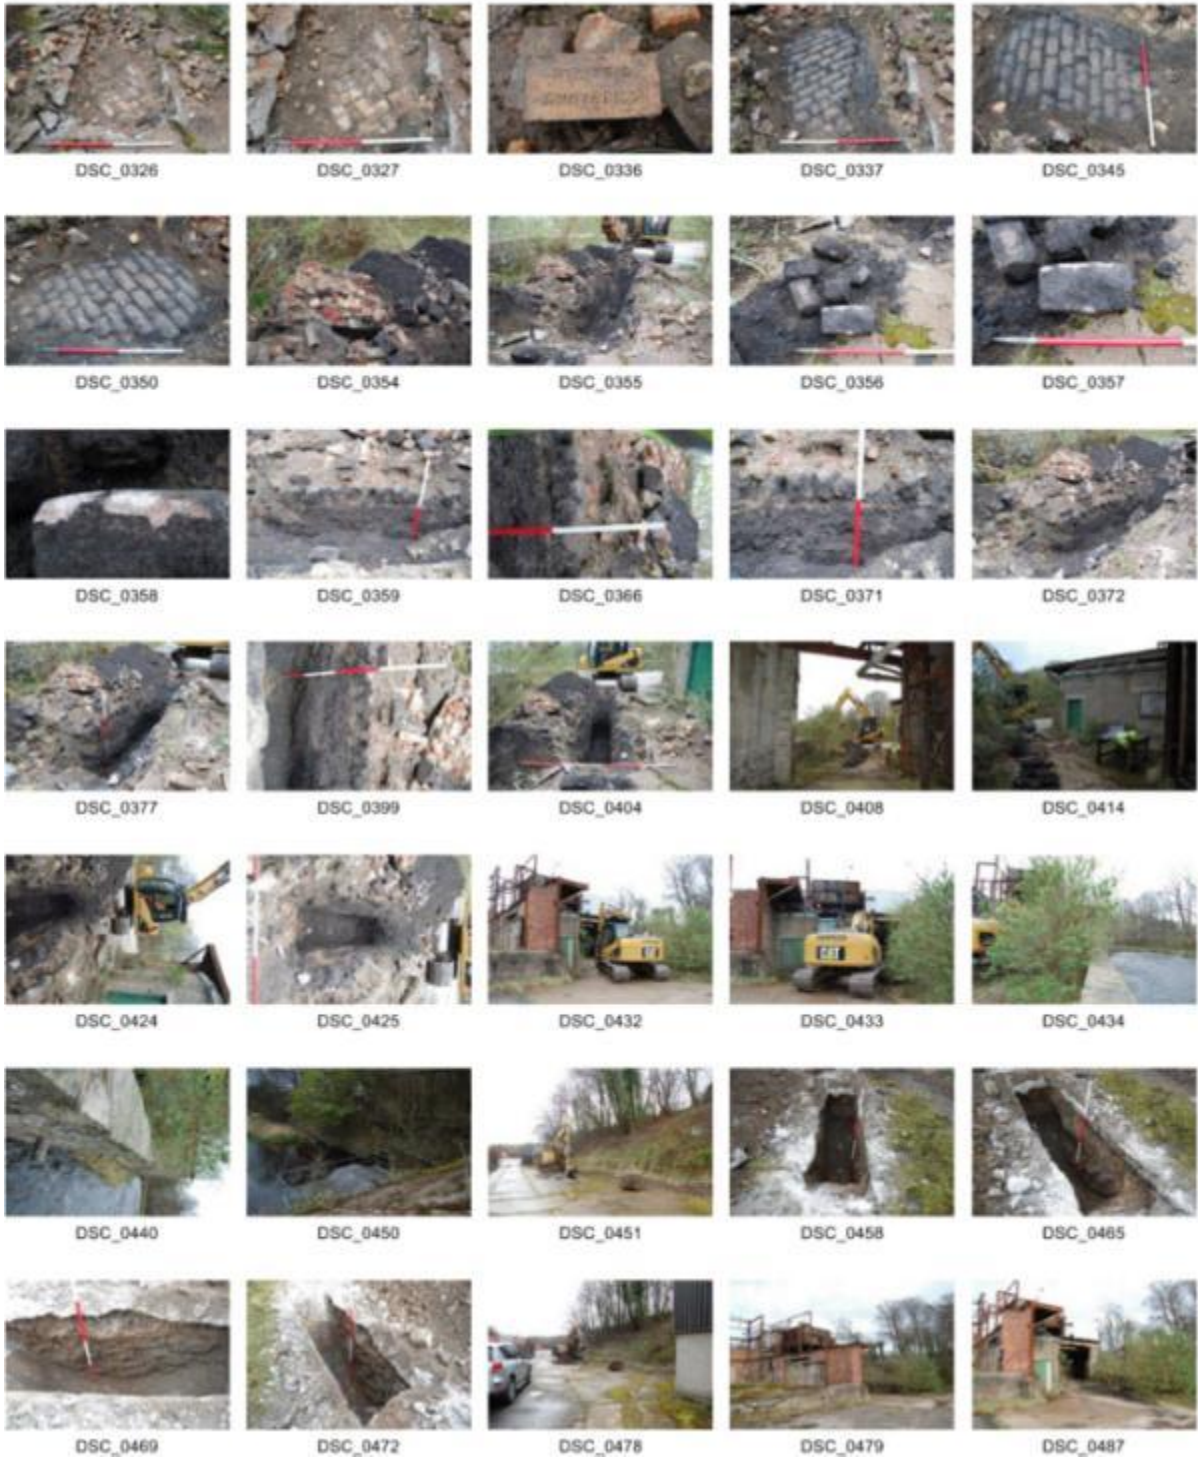 DSC_0326 DSC_0327 DSC_0336 DSC_0337 DSC_0345
DSC_0350 DSC_0354 DSC_0355 DSC_0356 DSC_0357
DSC_0358 DSC_0359 DSC_0366 DSC_0371 DSC_0372
DSC_0377 DSC_0399 DSC_0404 DSC_0408 DSC_0414
CAT
DSC_0424 DSC_0425 DSC_0432 DSC_0433 DSC_0434
DSC_0440 DSC_0450 DSC_0451 DSC_0458 DSC_0465
DSC_0469 DSC_0472 DSC_0478 DSC_0479 DSC_0487